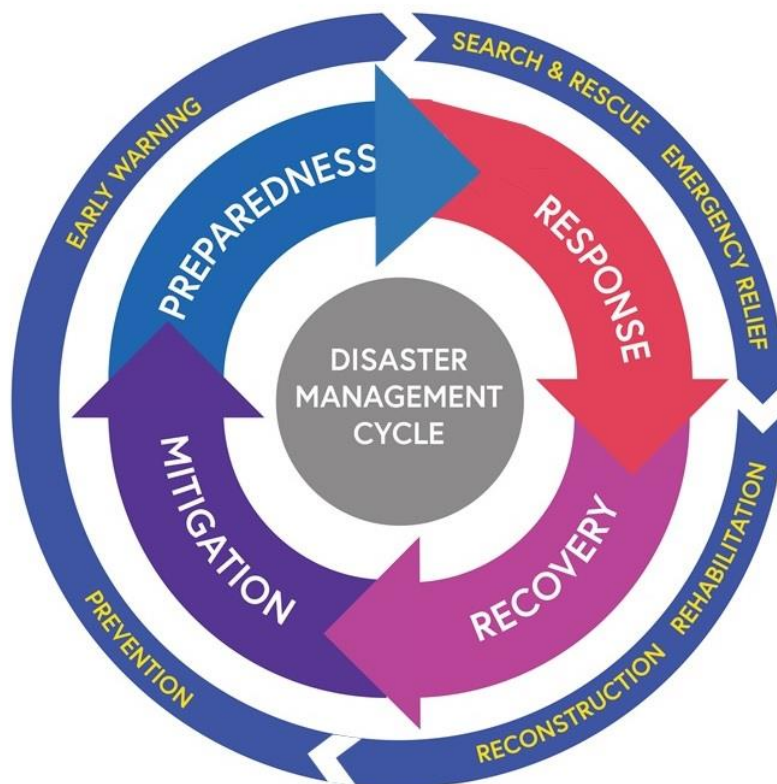 DISASTER
MANAGEMENT
CYCLE
PREPAREDNESS
RESPONSE
RECOVERY
MITIGATION
EARLY WARNING
SEARCH & RESCUE
EMERGENCY RELIEF
REHABILITATION
RECONSTRUCTION
PREVENTION